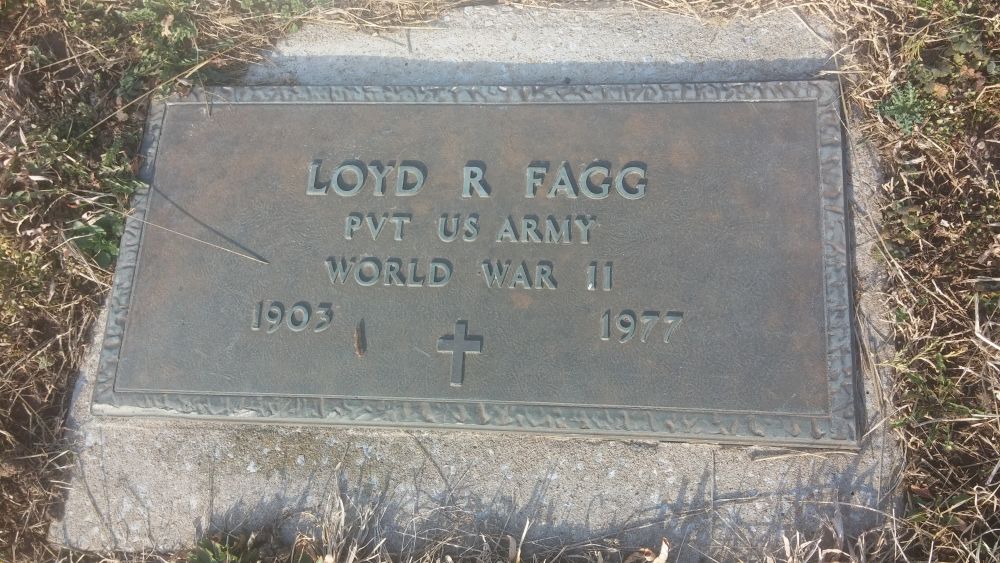 LOYD R FAGG
PVT US ARMY
WORLD WAR II
1903 1977